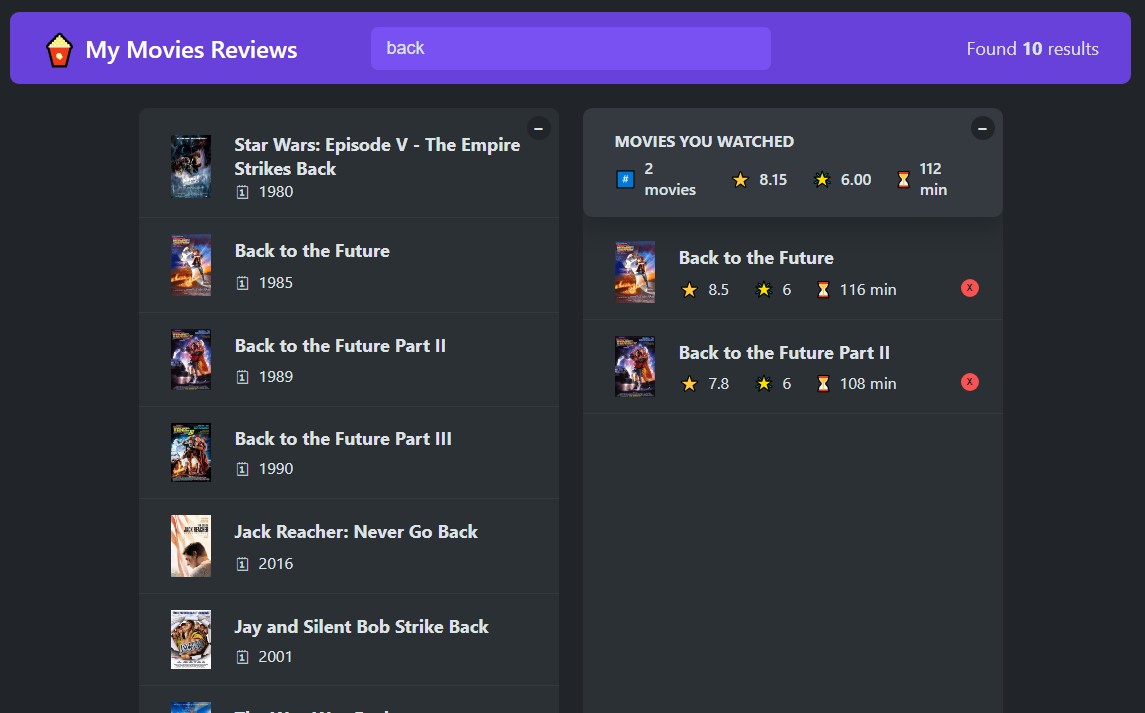 My Movies Reviews
back
Found 10 results
Star Wars: Episode V - The Empire
Strikes Back
1980
Back to the Future
1985
Back to the Future Part II
1989
Back to the Future Part III
1990
Jack Reacher: Never Go Back
2016
Jay and Silent Bob Strike Back
2001
MOVIES YOU WATCHED
# 2 movies 8.15 6.00 112 min
Back to the Future
8.5 6 116 min X
Back to the Future Part II
7.8 6 108 min X